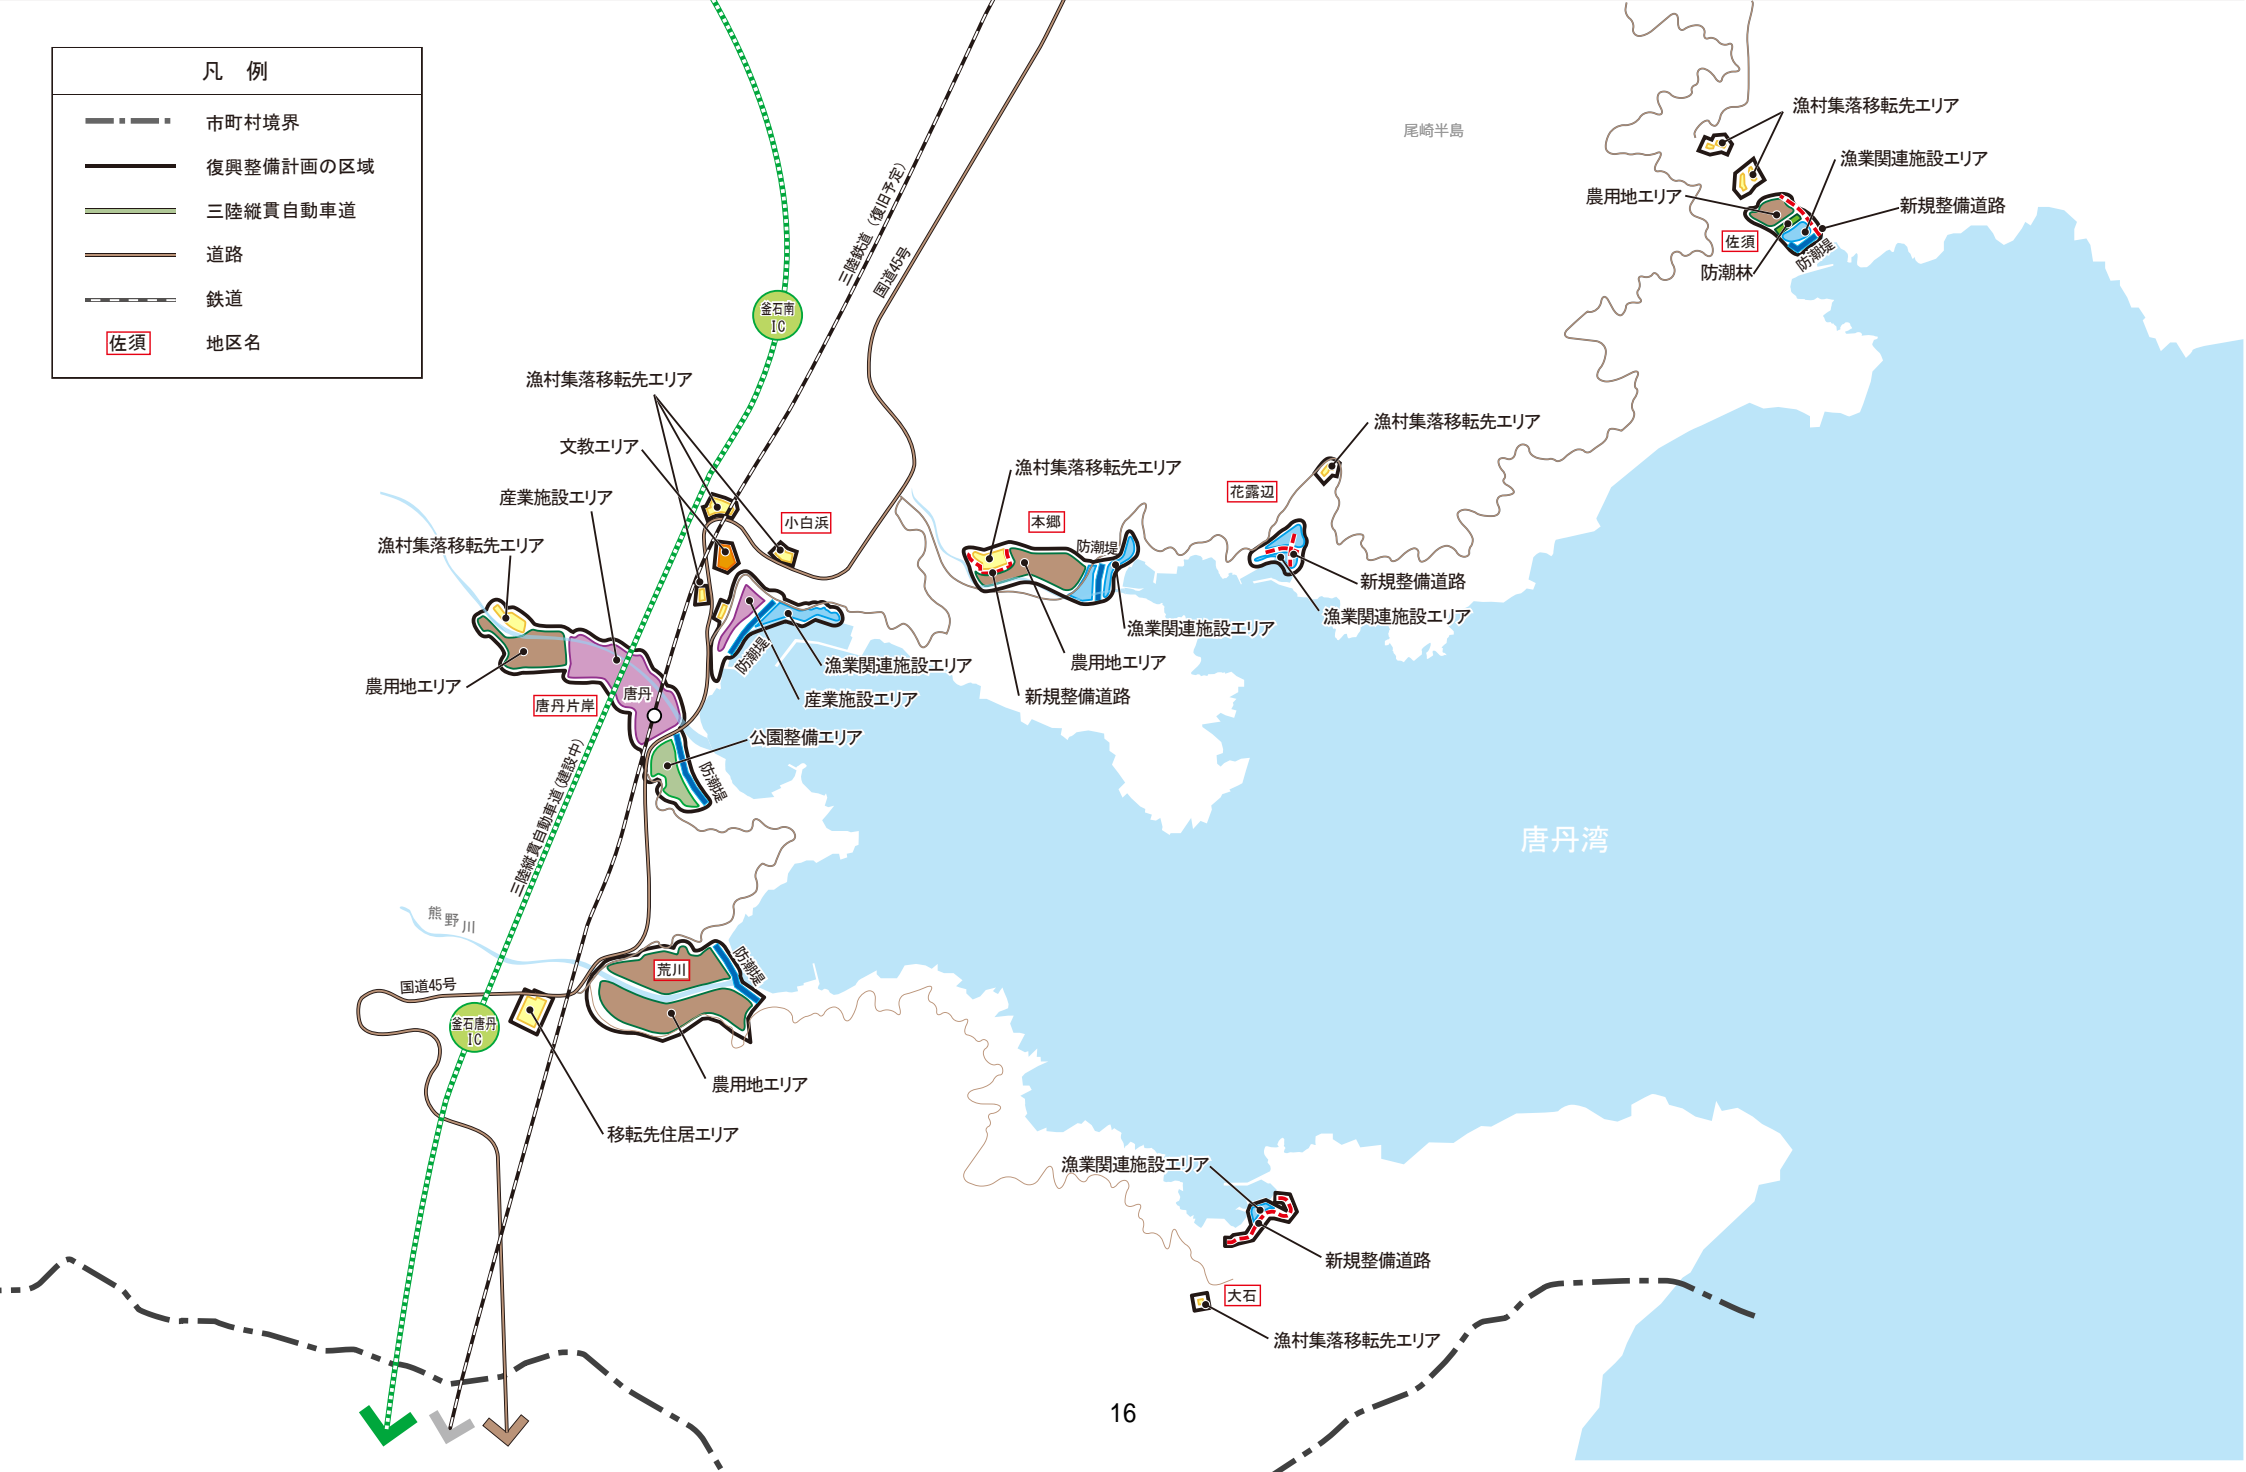 凡 例
市町村境界
復興整備計画の区域
三陸縦貫自動車道
道路
鉄道
佐須
地区名
尾崎半島
漁村集落移転先エリア
漁業関連施設エリア
農用地エリア
新規整備道路
佐須
防潮堤
防潮林
三陸鉄道（復旧予定）
国道45号
釜石南
IC
漁村集落移転先エリア
文教エリア
産業施設エリア
漁村集落移転先エリア
小白浜
漁村集落移転先エリア
本郷
防潮堤
花露辺
漁村集落移転先エリア
新規整備道路
漁業関連施設エリア
漁業関連施設エリア
農用地エリア
新規整備道路
防潮堤
漁業関連施設エリア
産業施設エリア
農用地エリア
唐丹片岸
唐丹
公園整備エリア
防潮堤
三陸縦貫自動車道（建設中）
唐丹湾
熊野川
国道45号
釜石唐丹
IC
荒川
防潮堤
農用地エリア
移転先住居エリア
漁業関連施設エリア
新規整備道路
大石
漁村集落移転先エリア
16